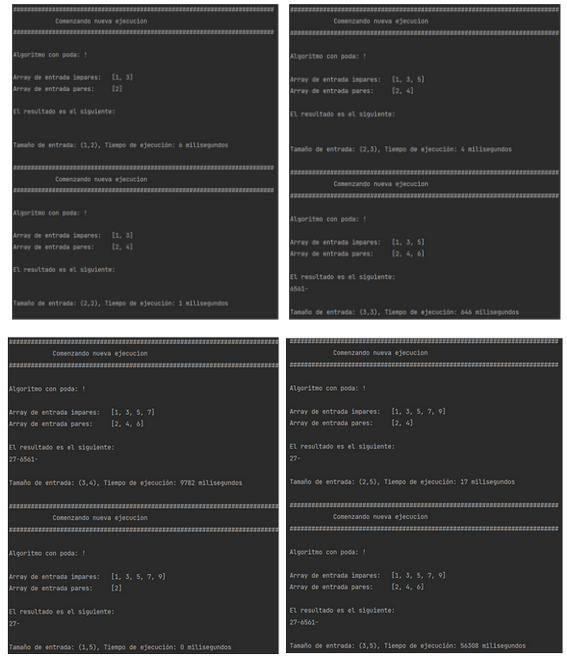 ################################################################################
Comenzando nueva ejecucion
################################################################################
Algoritmo con poda: !
Array de entrada impares: [1, 3]
Array de entrada pares: [2]
El resultado es el siguiente:
Tamaño de entrada: (1,2), Tiempo de ejecución: 6 milisegundos
################################################################################
Comenzando nueva ejecucion
################################################################################
Algoritmo con poda: !
Array de entrada impares: [1, 3]
Array de entrada pares: [2, 4]
El resultado es el siguiente:
Tamaño de entrada: (2,2), Tiempo de ejecución: 1 milisegundos
################################################################################
Comenzando nueva ejecucion
################################################################################
Algoritmo con poda: !
Array de entrada impares: [1, 3, 5]
Array de entrada pares: [2, 4]
El resultado es el siguiente:
Tamaño de entrada: (2,3), Tiempo de ejecución: 4 milisegundos
################################################################################
Comenzando nueva ejecucion
################################################################################
Algoritmo con poda: !
Array de entrada impares: [1, 3, 5]
Array de entrada pares: [2, 4, 6]
El resultado es el siguiente:
6561-
Tamaño de entrada: (3,3), Tiempo de ejecución: 646 milisegundos
################################################################################
Comenzando nueva ejecucion
################################################################################
Algoritmo con poda: !
Array de entrada impares: [1, 3, 5, 7]
Array de entrada pares: [2, 4, 6]
El resultado es el siguiente:
27-6561-
Tamaño de entrada: (3,4), Tiempo de ejecución: 9782 milisegundos
################################################################################
Comenzando nueva ejecucion
################################################################################
Algoritmo con poda: !
Array de entrada impares: [1, 3, 5, 7, 9]
Array de entrada pares: [2]
El resultado es el siguiente:
27-
Tamaño de entrada: (1,5), Tiempo de ejecución: 0 milisegundos
################################################################################
Comenzando nueva ejecucion
################################################################################
Algoritmo con poda: !
Array de entrada impares: [1, 3, 5, 7, 9]
Array de entrada pares: [2, 4]
El resultado es el siguiente:
27-
Tamaño de entrada: (2,5), Tiempo de ejecución: 17 milisegundos
################################################################################
Comenzando nueva ejecucion
################################################################################
Algoritmo con poda: !
Array de entrada impares: [1, 3, 5, 7, 9]
Array de entrada pares: [2, 4, 6]
El resultado es el siguiente:
27-6561-
Tamaño de entrada: (3,5), Tiempo de ejecución: 56308 milisegundos